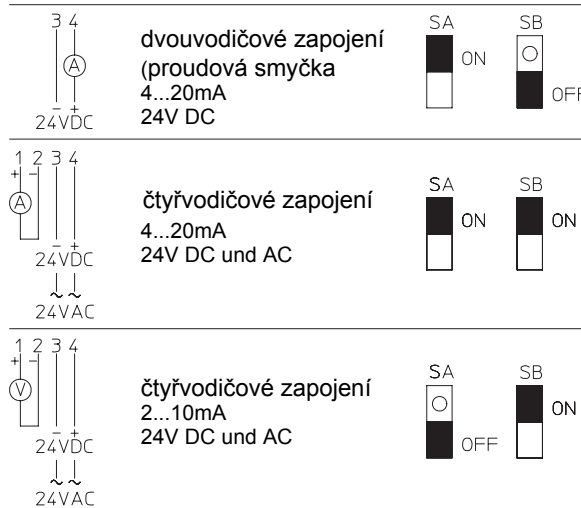 3 4
A
- +
24VDC
dvouvodičové zapojení
(proudová smyčka
4...20mA
24V DC
SA
ON
SB
OFF
1 2 3 4
+ -
A
- +
24VDC
~ ~
24VAC
čtyřvodičové zapojení
4...20mA
24V DC und AC
SA
ON
SB
ON
1 2 3 4
+ -
V
- +
24VDC
~ ~
24VAC
čtyřvodičové zapojení
2...10mA
24V DC und AC
SA
OFF
SB
ON